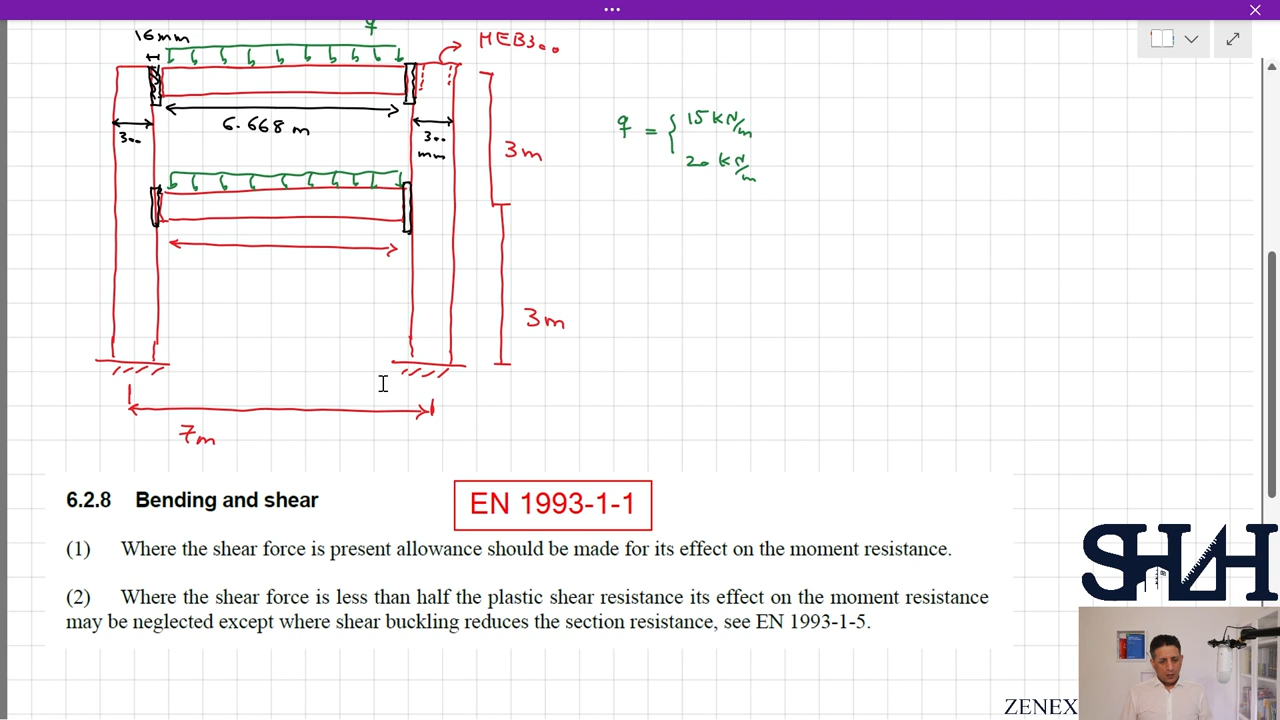 q
16mm
HEB300
6.668 m
300
300
mm
3m
q = { 15 KN/m
20 KN/m
3m
7m
6.2.8 Bending and shear
EN 1993-1-1
(1) Where the shear force is present allowance should be made for its effect on the moment resistance.
(2) Where the shear force is less than half the plastic shear resistance its effect on the moment resistance
may be neglected except where shear buckling reduces the section resistance, see EN 1993-1-5.
ZENEX